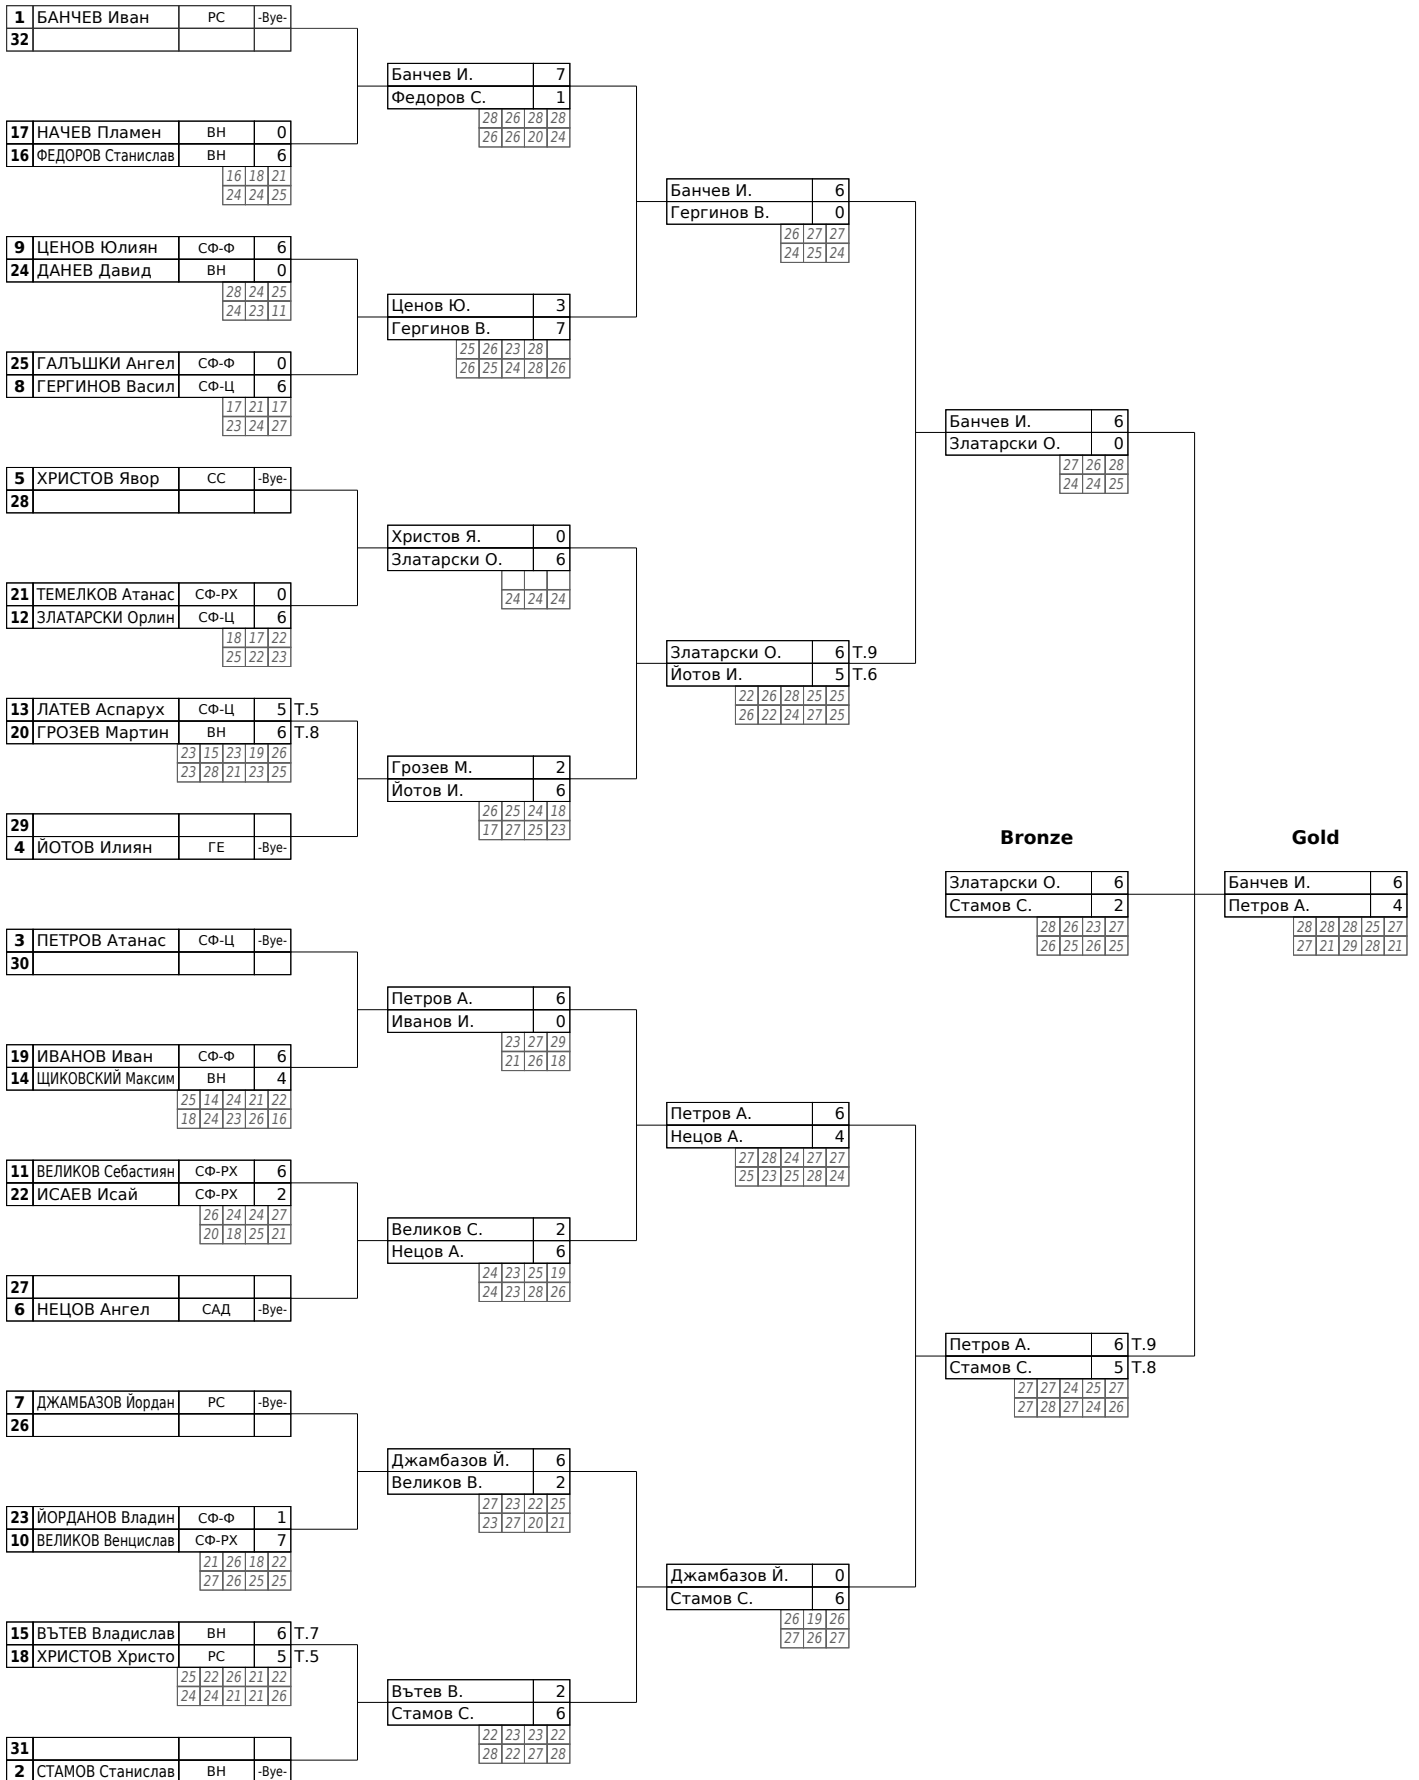 1 БАНЧЕВ Иван РС -Bye-
32
Банчев И. 7
Федоров С. 1
28 26 28 28
26 26 20 24
17 НАЧЕВ Пламен ВН 0
16 ФЕДОРОВ Станислав ВН 6
16 18 21
24 24 25
Банчев И. 6
Гергинов В. 0
26 27 27
24 25 24
9 ЦЕНОВ Юлиян СФ-Ф 6
24 ДАНЕВ Давид ВН 0
28 24 25
24 23 11
Ценов Ю. 3
Гергинов В. 7
25 26 23 28
26 25 24 28 26
25 ГАЛЪШКИ Ангел СФ-Ф 0
8 ГЕРГИНОВ Васил СФ-Ц 6
17 21 17
23 24 27
Банчев И. 6
Златарски О. 0
27 26 28
24 24 25
5 ХРИСТОВ Явор СС -Bye-
28
Христов Я. 0
Златарски О. 6
24 24 24
21 ТЕМЕЛКОВ Атанас СФ-РХ 0
12 ЗЛАТАРСКИ Орлин СФ-Ц 6
18 17 22
25 22 23
Златарски О. 6 T.9
Йотов И. 5 T.6
22 26 28 25 25
26 22 24 27 25
13 ЛАТЕВ Аспарух СФ-Ц 5 T.5
20 ГРОЗЕВ Мартин ВН 6 T.8
23 15 23 19 26
23 28 21 23 25
Грозев М. 2
Йотов И. 6
26 25 24 18
17 27 25 23
29
4 ЙОТОВ Илиян ГЕ -Bye-
Bronze Gold
Златарски О. 6
Стамов С. 2
28 26 23 27
26 25 26 25
Банчев И. 6
Петров А. 4
28 28 28 25 27
27 21 29 28 21
3 ПЕТРОВ Атанас СФ-Ц -Bye-
30
Петров А. 6
Иванов И. 0
23 27 29
21 26 18
19 ИВАНОВ Иван СФ-Ф 6
14 ЩИКОВСКИЙ Максим ВН 4
25 14 24 21 22
18 24 23 26 16
Петров А. 6
Нецов А. 4
27 28 24 27 27
25 23 25 28 24
11 ВЕЛИКОВ Себастиян СФ-РХ 6
22 ИСАЕВ Исай СФ-РХ 2
26 24 24 27
20 18 25 21
Великов С. 2
Нецов А. 6
24 23 25 19
24 23 28 26
27
6 НЕЦОВ Ангел САД -Bye-
Петров А. 6 T.9
Стамов С. 5 T.8
27 27 24 25 27
27 28 27 24 26
7 ДЖАМБАЗОВ Йордан РС -Bye-
26
Джамбазов Й. 6
Великов В. 2
27 23 22 25
23 27 20 21
23 ЙОРДАНОВ Владин СФ-Ф 1
10 ВЕЛИКОВ Венцислав СФ-РХ 7
21 26 18 22
27 26 25 25
Джамбазов Й. 0
Стамов С. 6
26 19 26
27 26 27
15 ВЪТЕВ Владислав ВН 6 T.7
18 ХРИСТОВ Христо РС 5 T.5
25 22 26 21 22
24 24 21 21 26
Вътев В. 2
Стамов С. 6
22 23 23 22
28 22 27 28
31
2 СТАМОВ Станислав ВН -Bye-